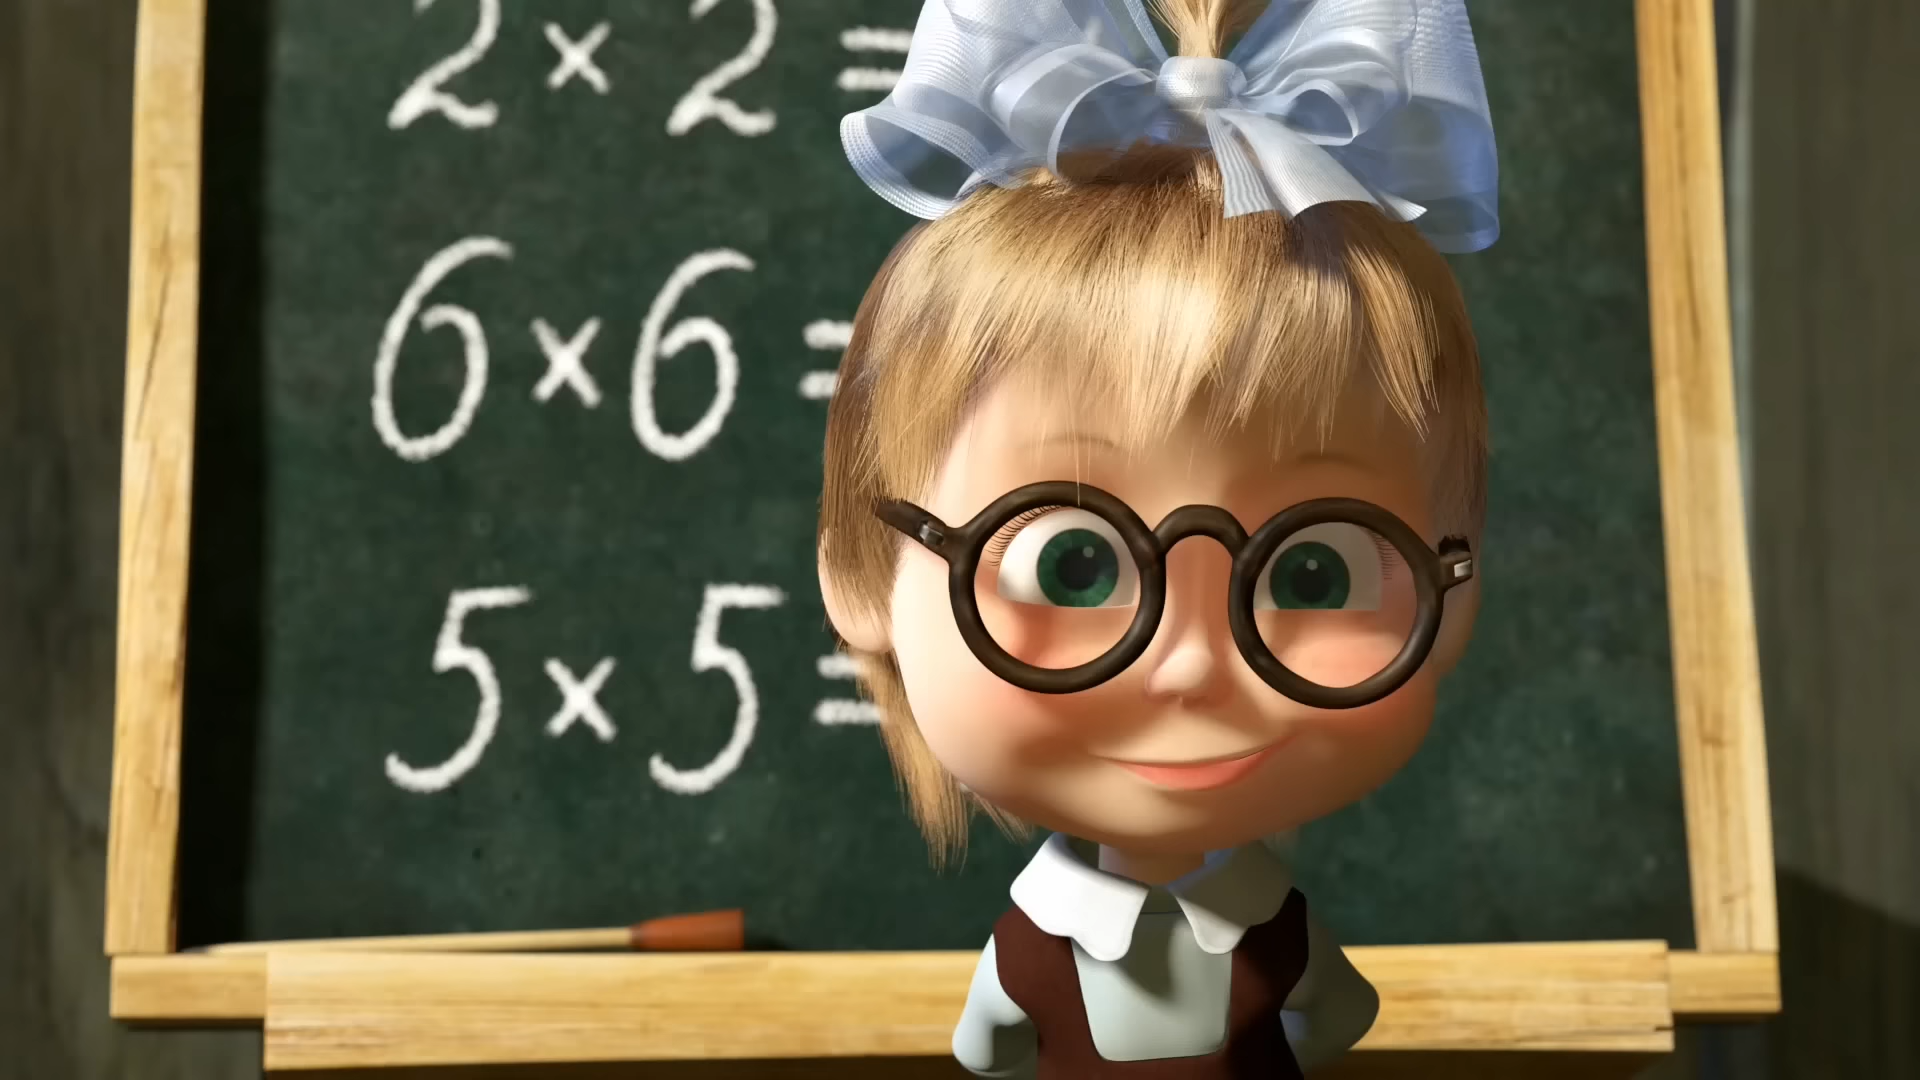 2 × 2 =
6 × 6 =
5 × 5 =